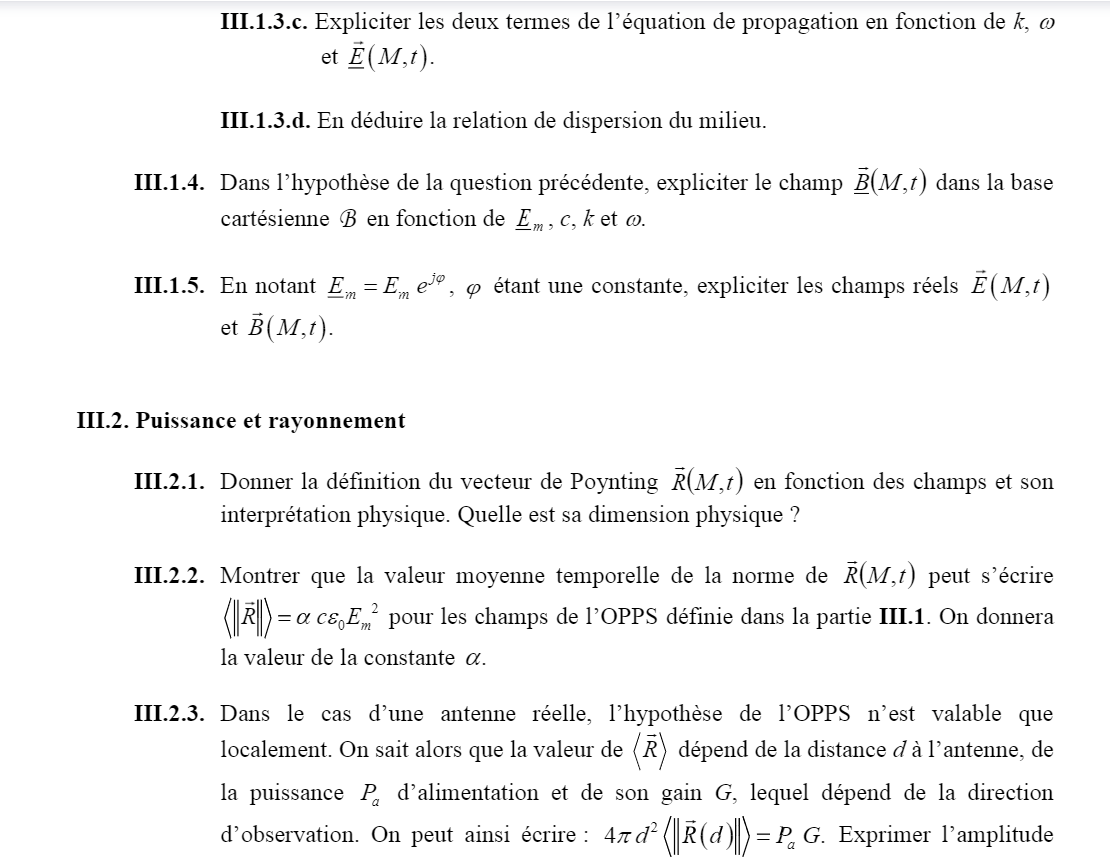 III.1.3.c. Expliciter les deux termes de l’équation de propagation en fonction de k, ω
et E⃗(M,t).
III.1.3.d. En déduire la relation de dispersion du milieu.
III.1.4. Dans l’hypothèse de la question précédente, expliciter le champ B⃗(M,t) dans la base
cartésienne ℬ en fonction de E_m, c, k et ω.
III.1.5. En notant E_m = E_m e^{jφ}, φ étant une constante, expliciter les champs réels E⃗(M,t)
et B⃗(M,t).
III.2. Puissance et rayonnement
III.2.1. Donner la définition du vecteur de Poynting R⃗(M,t) en fonction des champs et son
interprétation physique. Quelle est sa dimension physique ?
III.2.2. Montrer que la valeur moyenne temporelle de la norme de R⃗(M,t) peut s’écrire
⟨‖R⃗‖⟩ = α cε₀E_m² pour les champs de l’OPPS définie dans la partie III.1. On donnera
la valeur de la constante α.
III.2.3. Dans le cas d’une antenne réelle, l’hypothèse de l’OPPS n’est valable que
localement. On sait alors que la valeur de ⟨R⃗⟩ dépend de la distance d à l’antenne, de
la puissance P_a d’alimentation et de son gain G, lequel dépend de la direction
d’observation. On peut ainsi écrire : 4π d² ⟨‖R⃗(d)‖⟩ = P_a G. Exprimer l’amplitude